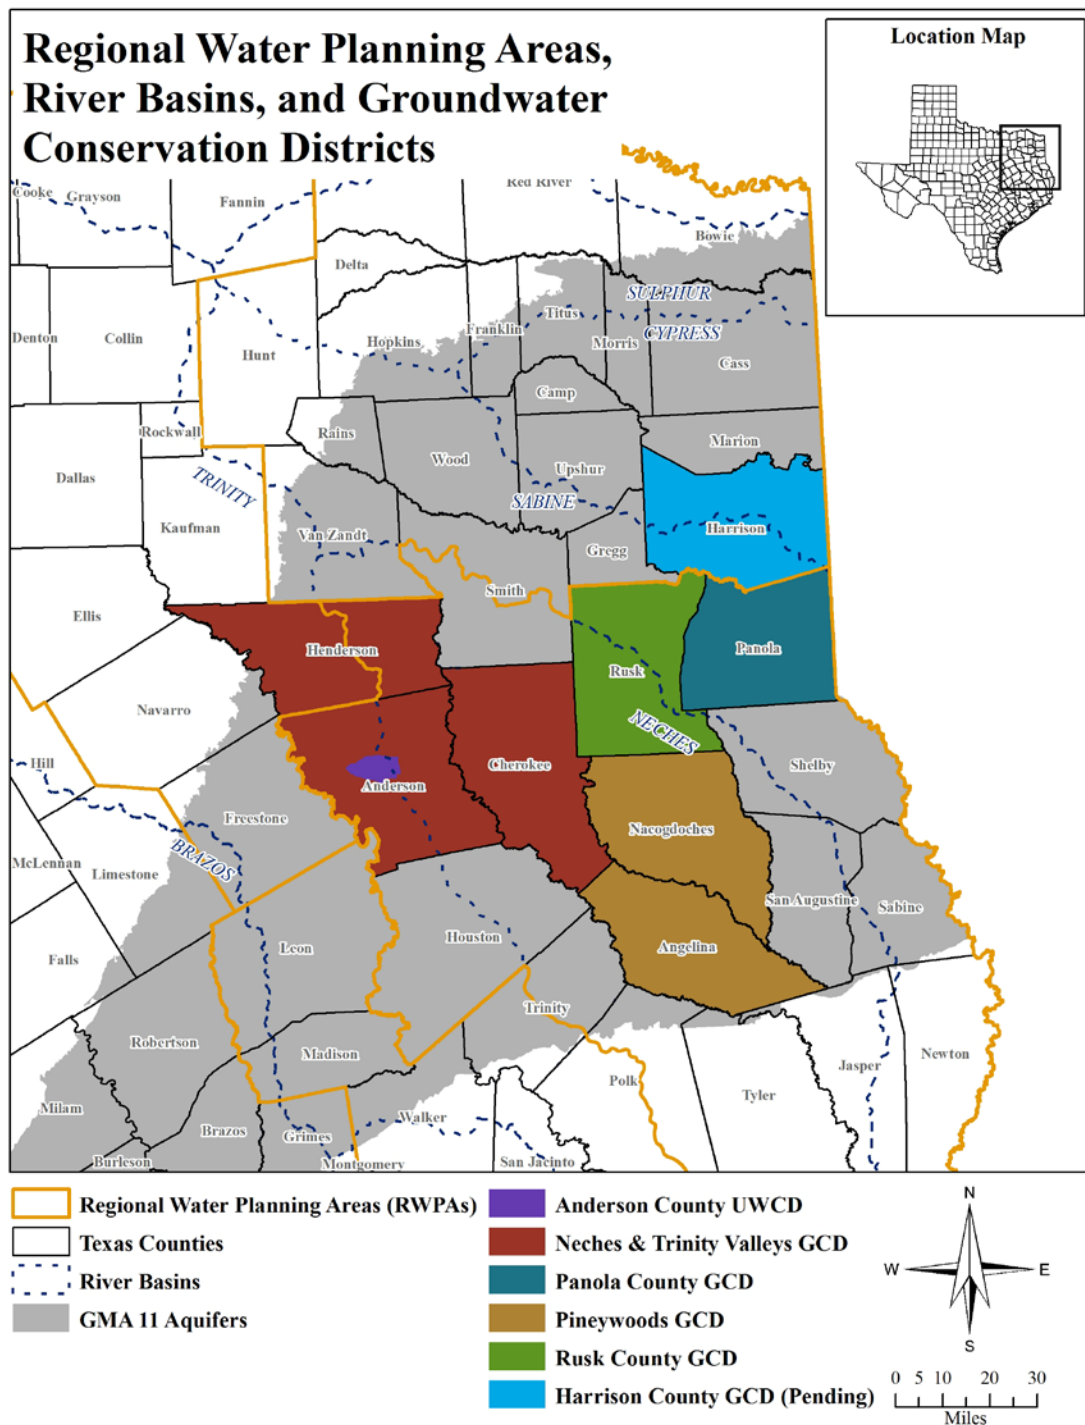 Regional Water Planning Areas,
River Basins, and Groundwater
Conservation Districts
Location Map
Cooke
Grayson
Fannin
Red River
Bowie
Delta
SULPHUR
Titus
Denton
Collin
Hunt
Hopkins
Franklin
Morris
CYPRESS
Cass
Camp
Rockwall
Rains
Marion
Wood
Upshur
Dallas
TRINITY
SABINE
Kaufman
Van Zandt
Harrison
Gregg
Smith
Ellis
Henderson
Panola
Rusk
Navarro
NECHES
Hill
Cherokee
Shelby
Anderson
Freestone
Nacogdoches
BRAZOS
McLennan
Limestone
San Augustine
Sabine
Falls
Leon
Houston
Angelina
Trinity
Robertson
Madison
Jasper
Newton
Polk
Tyler
Milam
Walker
Brazos
Grimes
Burleson
Montgomery
San Jacinto
Regional Water Planning Areas (RWPAs)
Texas Counties
River Basins
GMA 11 Aquifers
Anderson County UWCD
Neches & Trinity Valleys GCD
Panola County GCD
Pineywoods GCD
Rusk County GCD
Harrison County GCD (Pending)
N
W E
S
0 5 10 20 30
Miles